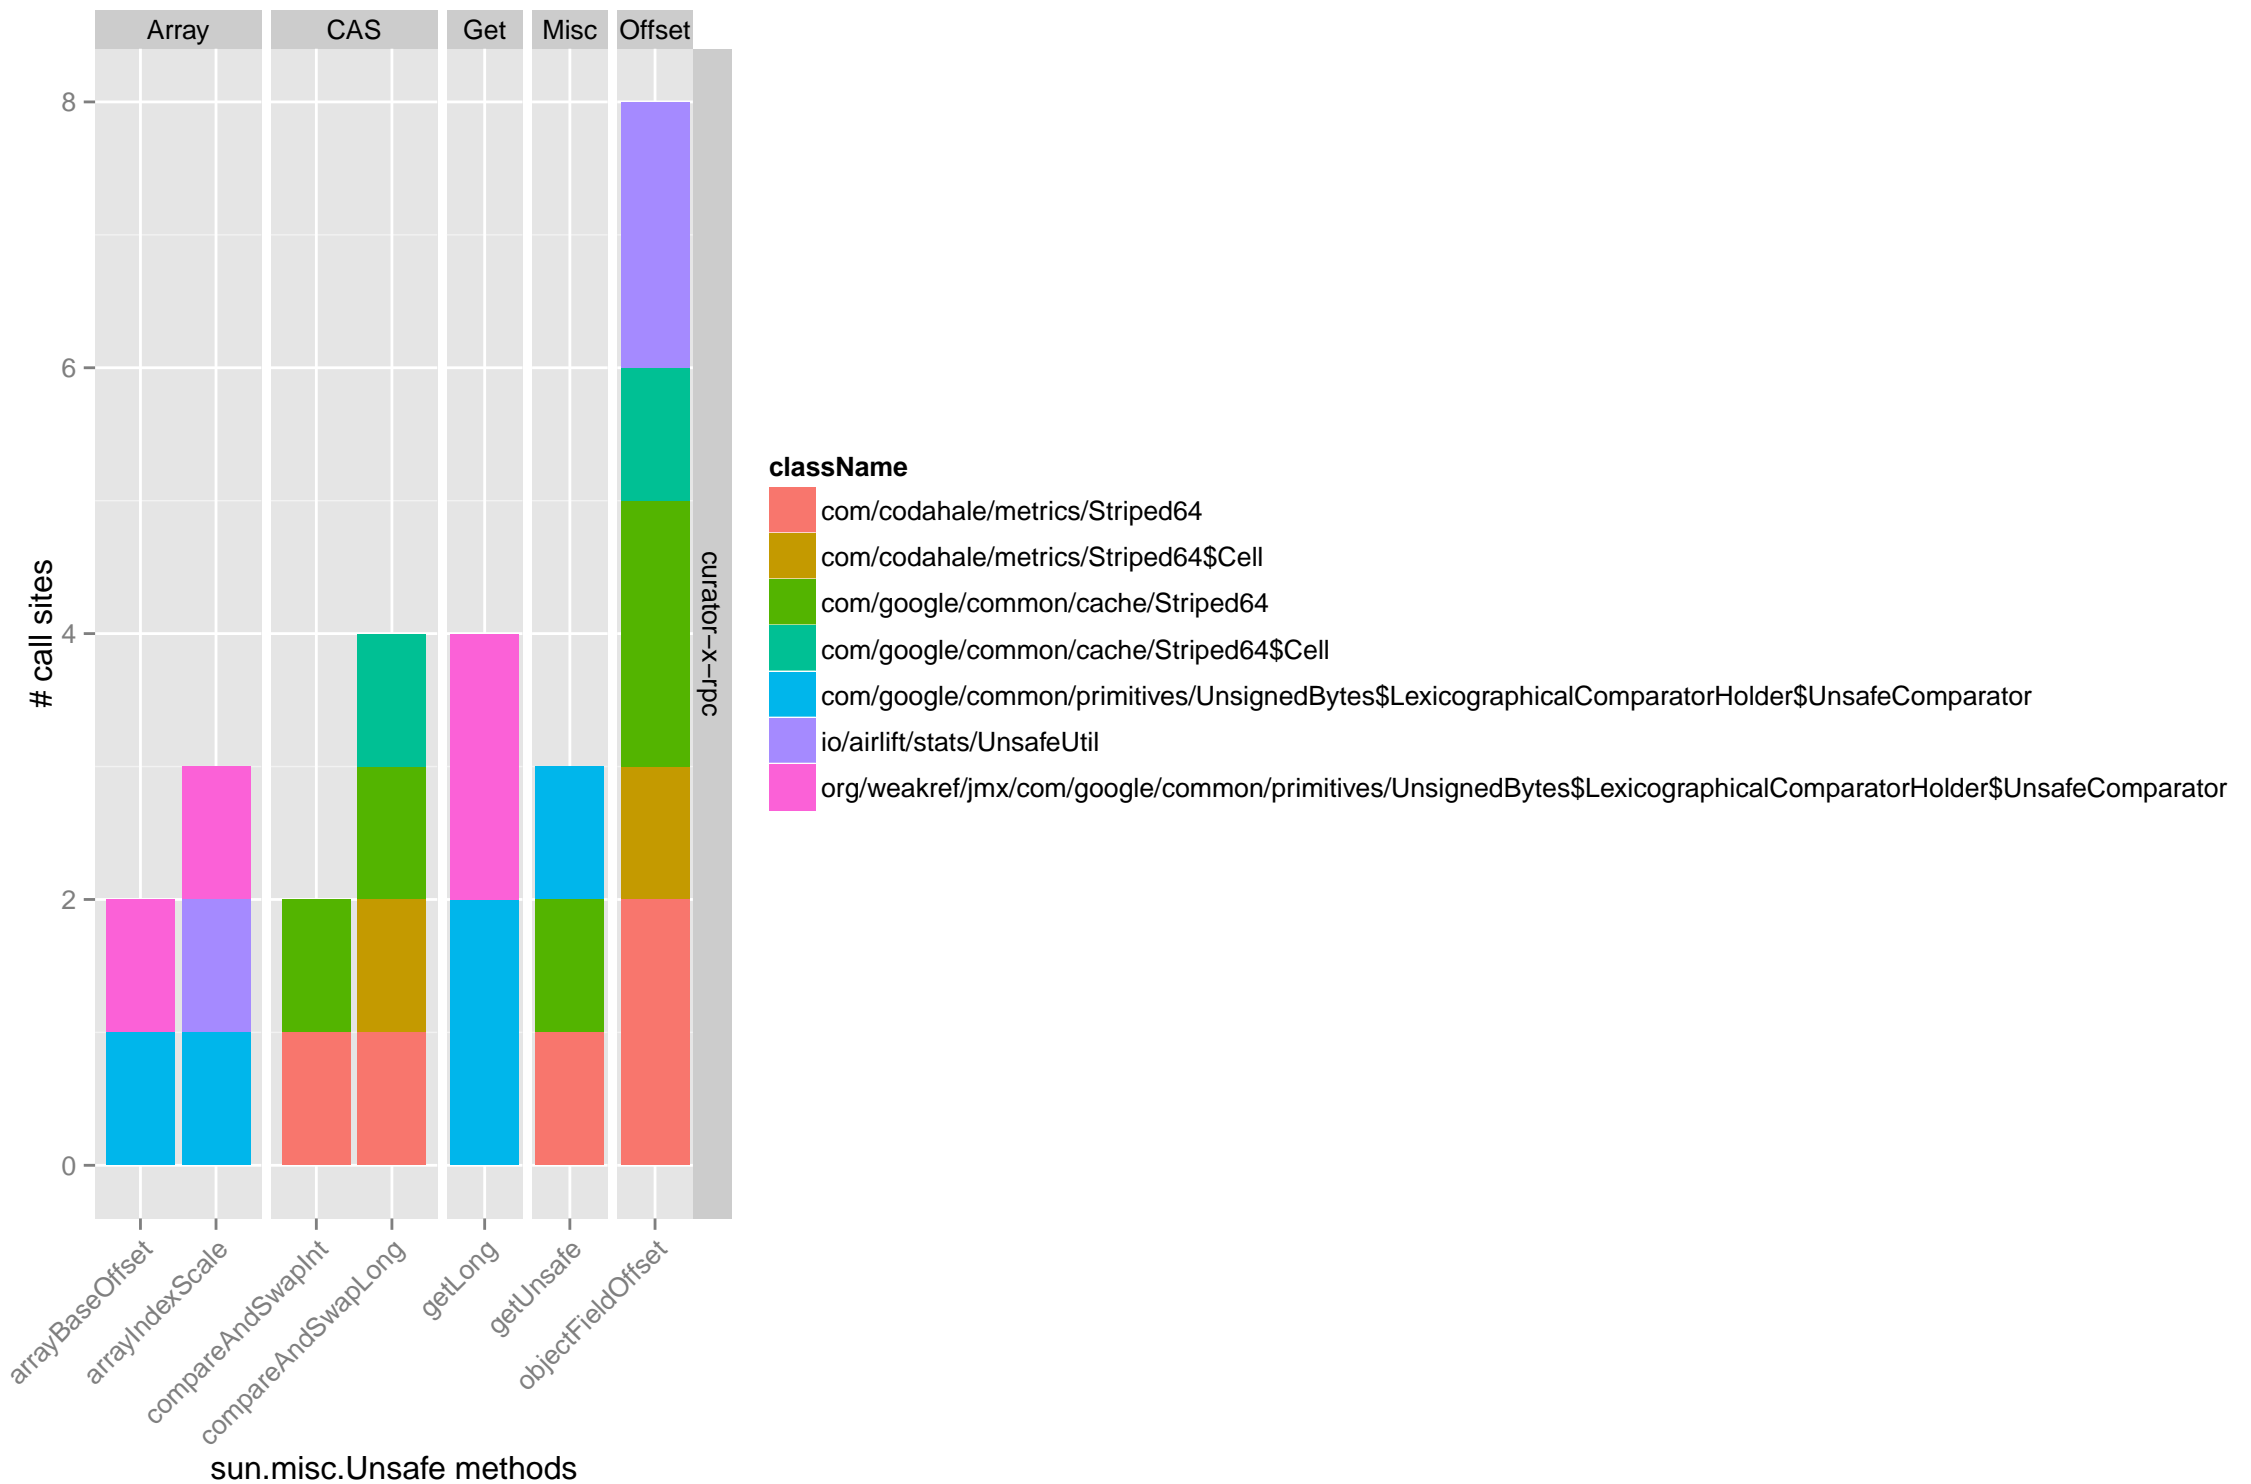 Array CAS Get Misc Offset
8
6
4
2
0
# call sites
curator−x−rpc
arrayBaseOffset
arrayIndexScale
compareAndSwapInt
compareAndSwapLong
getLong
getUnsafe
objectFieldOffset
sun.misc.Unsafe methods
className
com/codahale/metrics/Striped64
com/codahale/metrics/Striped64$Cell
com/google/common/cache/Striped64
com/google/common/cache/Striped64$Cell
com/google/common/primitives/UnsignedBytes$LexicographicalComparatorHolder$UnsafeComparator
io/airlift/stats/UnsafeUtil
org/weakref/jmx/com/google/common/primitives/UnsignedBytes$LexicographicalComparatorHolder$UnsafeComparator